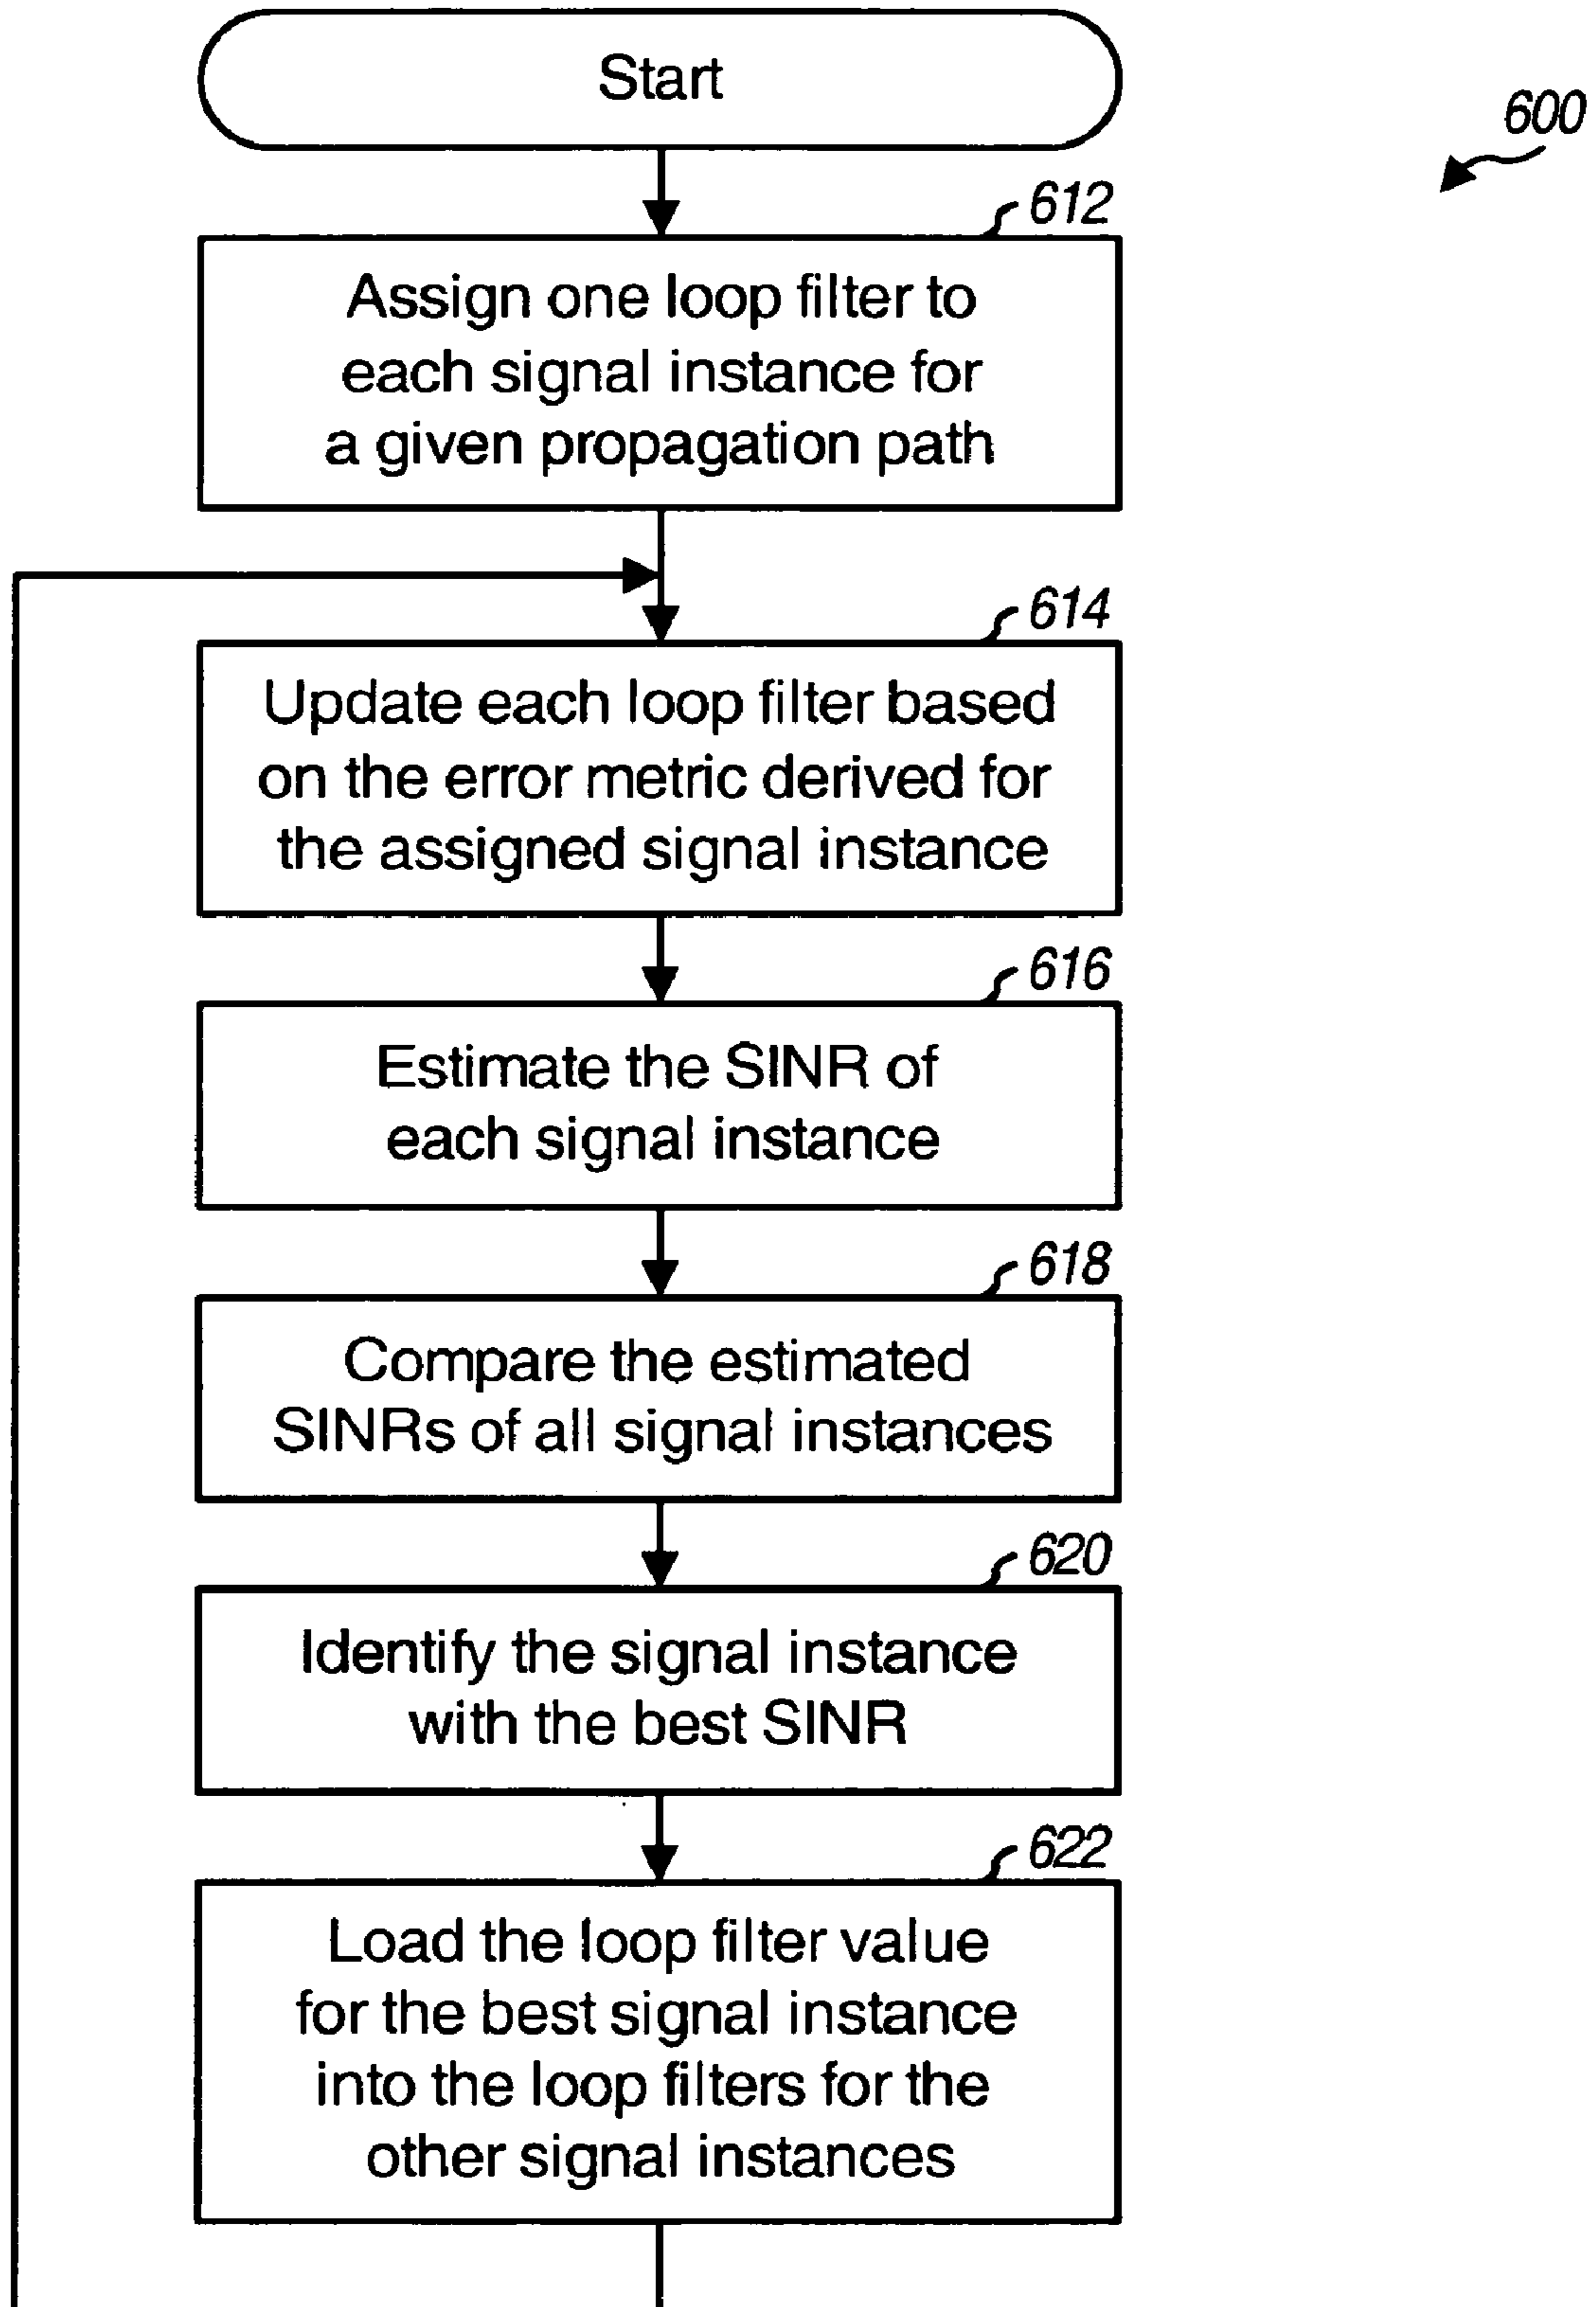 Start
600
612
Assign one loop filter to
each signal instance for
a given propagation path
614
Update each loop filter based
on the error metric derived for
the assigned signal instance
616
Estimate the SINR of
each signal instance
618
Compare the estimated
SINRs of all signal instances
620
Identify the signal instance
with the best SINR
622
Load the loop filter value
for the best signal instance
into the loop filters for the
other signal instances